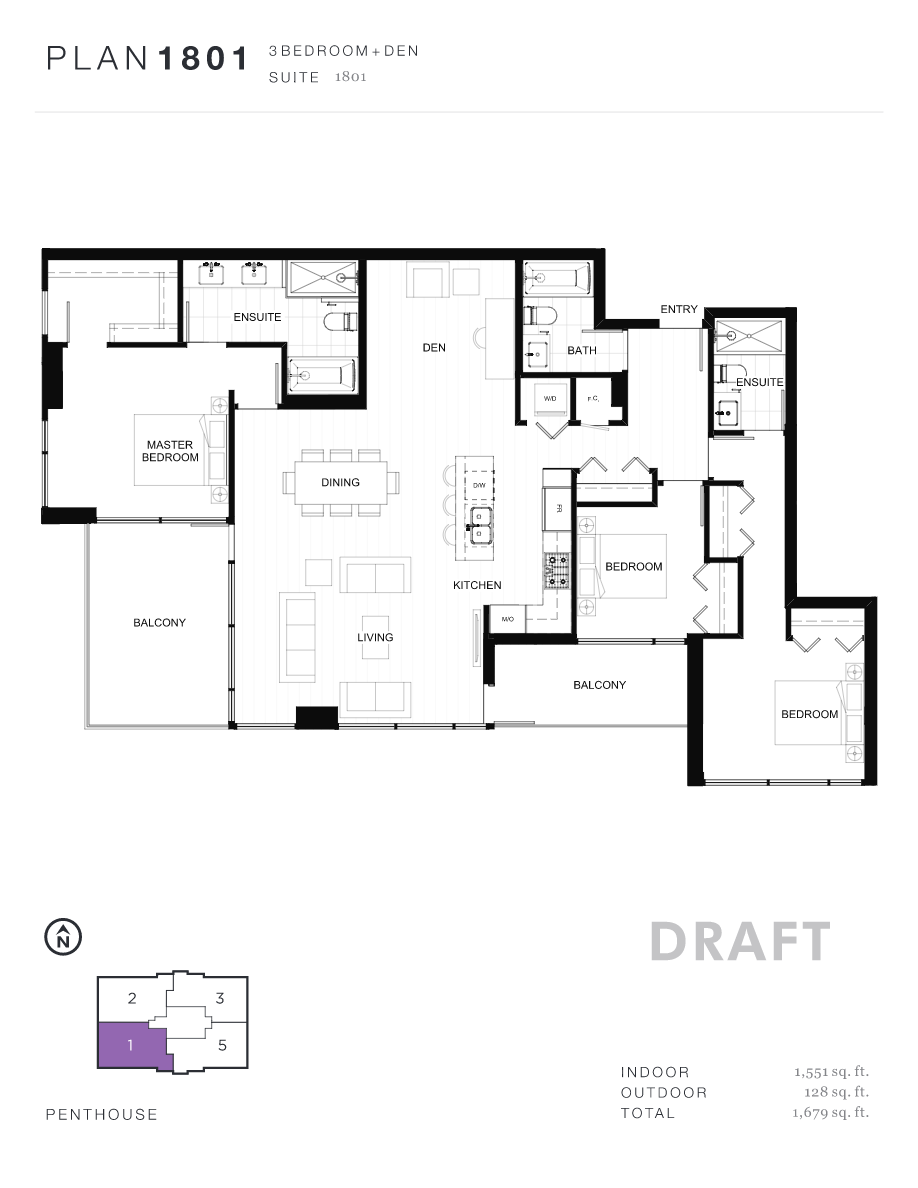 PLAN 1801 3 BEDROOM + DEN
SUITE 1801
ENTRY
ENSUITE
DEN
BATH
ENSUITE
W/D
F.C.
MASTER
BEDROOM
DINING
D/W
FR.
BEDROOM
KITCHEN
M/O
BALCONY
LIVING
BALCONY
BEDROOM
N
DRAFT
2
3
1
5
INDOOR 1,551 sq. ft.
OUTDOOR 128 sq. ft.
TOTAL 1,679 sq. ft.
PENTHOUSE